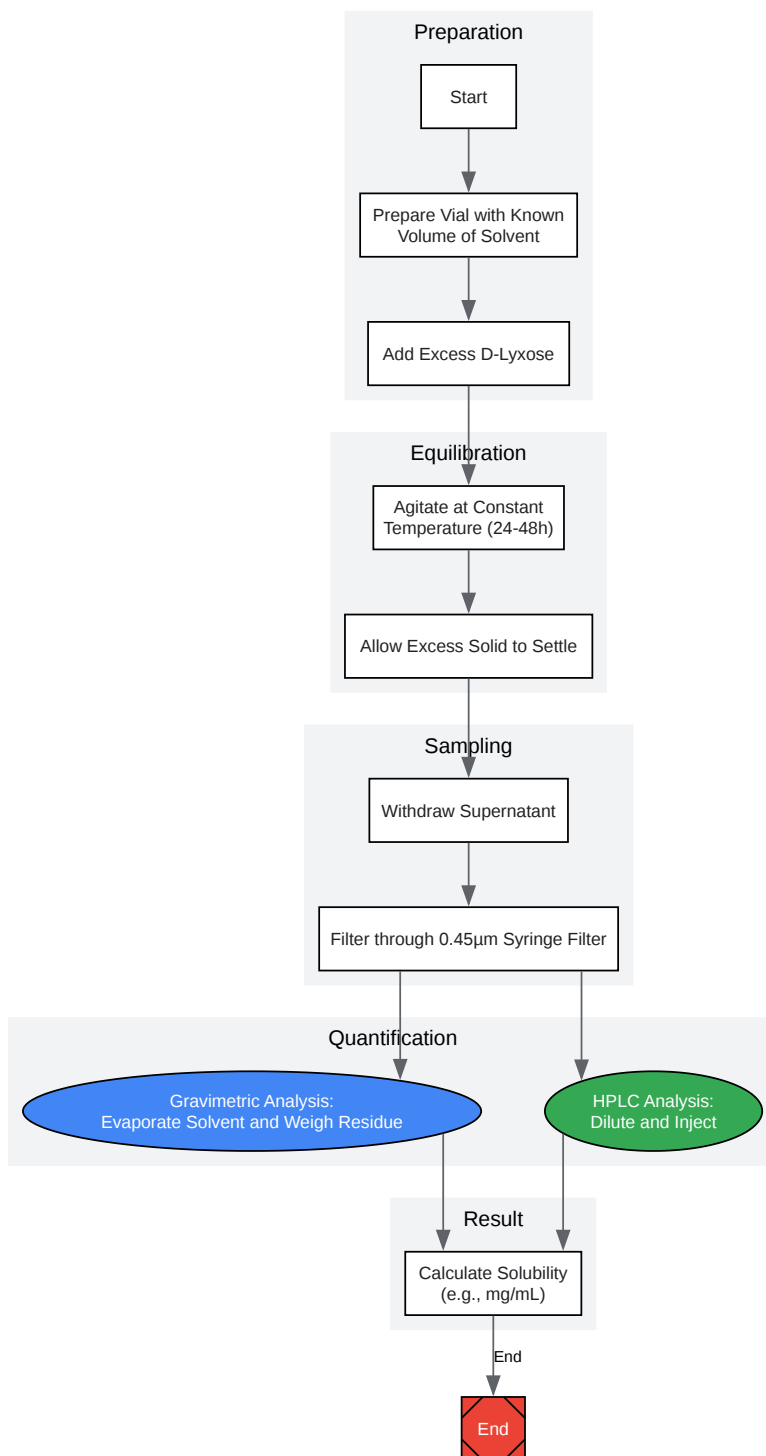 Preparation
Start
Prepare Vial with Known
Volume of Solvent
Add Excess D-Lyxose
Equilibration
Agitate at Constant
Temperature (24-48h)
Allow Excess Solid to Settle
Sampling
Withdraw Supernatant
Filter through 0.45µm Syringe Filter
Quantification
Gravimetric Analysis:
Evaporate Solvent and Weigh Residue
HPLC Analysis:
Dilute and Inject
Result
Calculate Solubility
(e.g., mg/mL)
End
End